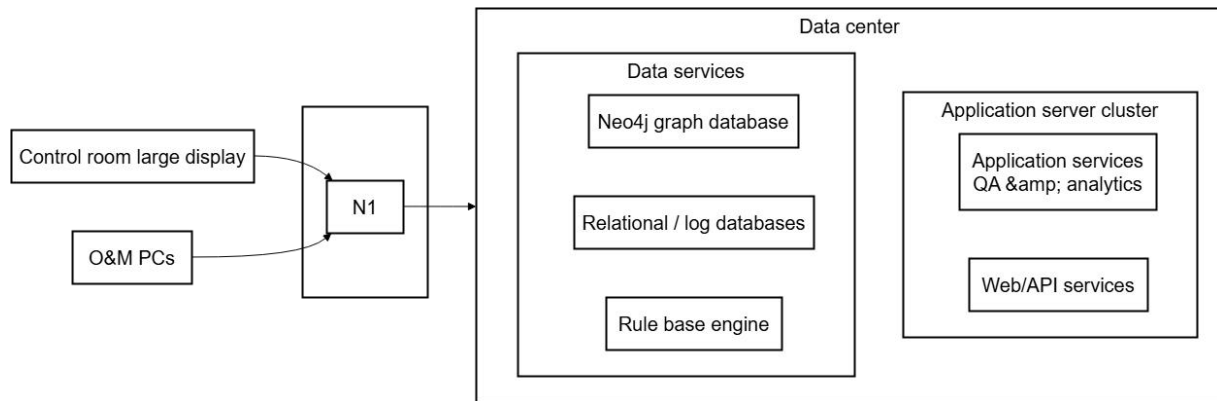 Data center
Data services
Neo4j graph database
Application server cluster
Control room large display
Application services
QA &amp;amp; analytics
N1
Relational / log databases
O&M PCs
Web/API services
Rule base engine